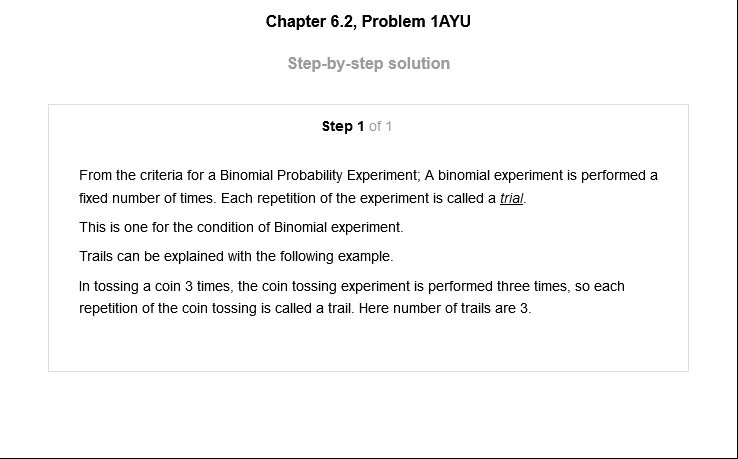 Chapter 6.2, Problem 1AYU
Step-by-step solution
Step 1 of 1
From the criteria for a Binomial Probability Experiment; A binomial experiment is performed a
fixed number of times. Each repetition of the experiment is called a trial.
This is one for the condition of Binomial experiment.
Trails can be explained with the following example.
In tossing a coin 3 times, the coin tossing experiment is performed three times, so each
repetition of the coin tossing is called a trail. Here number of trails are 3.